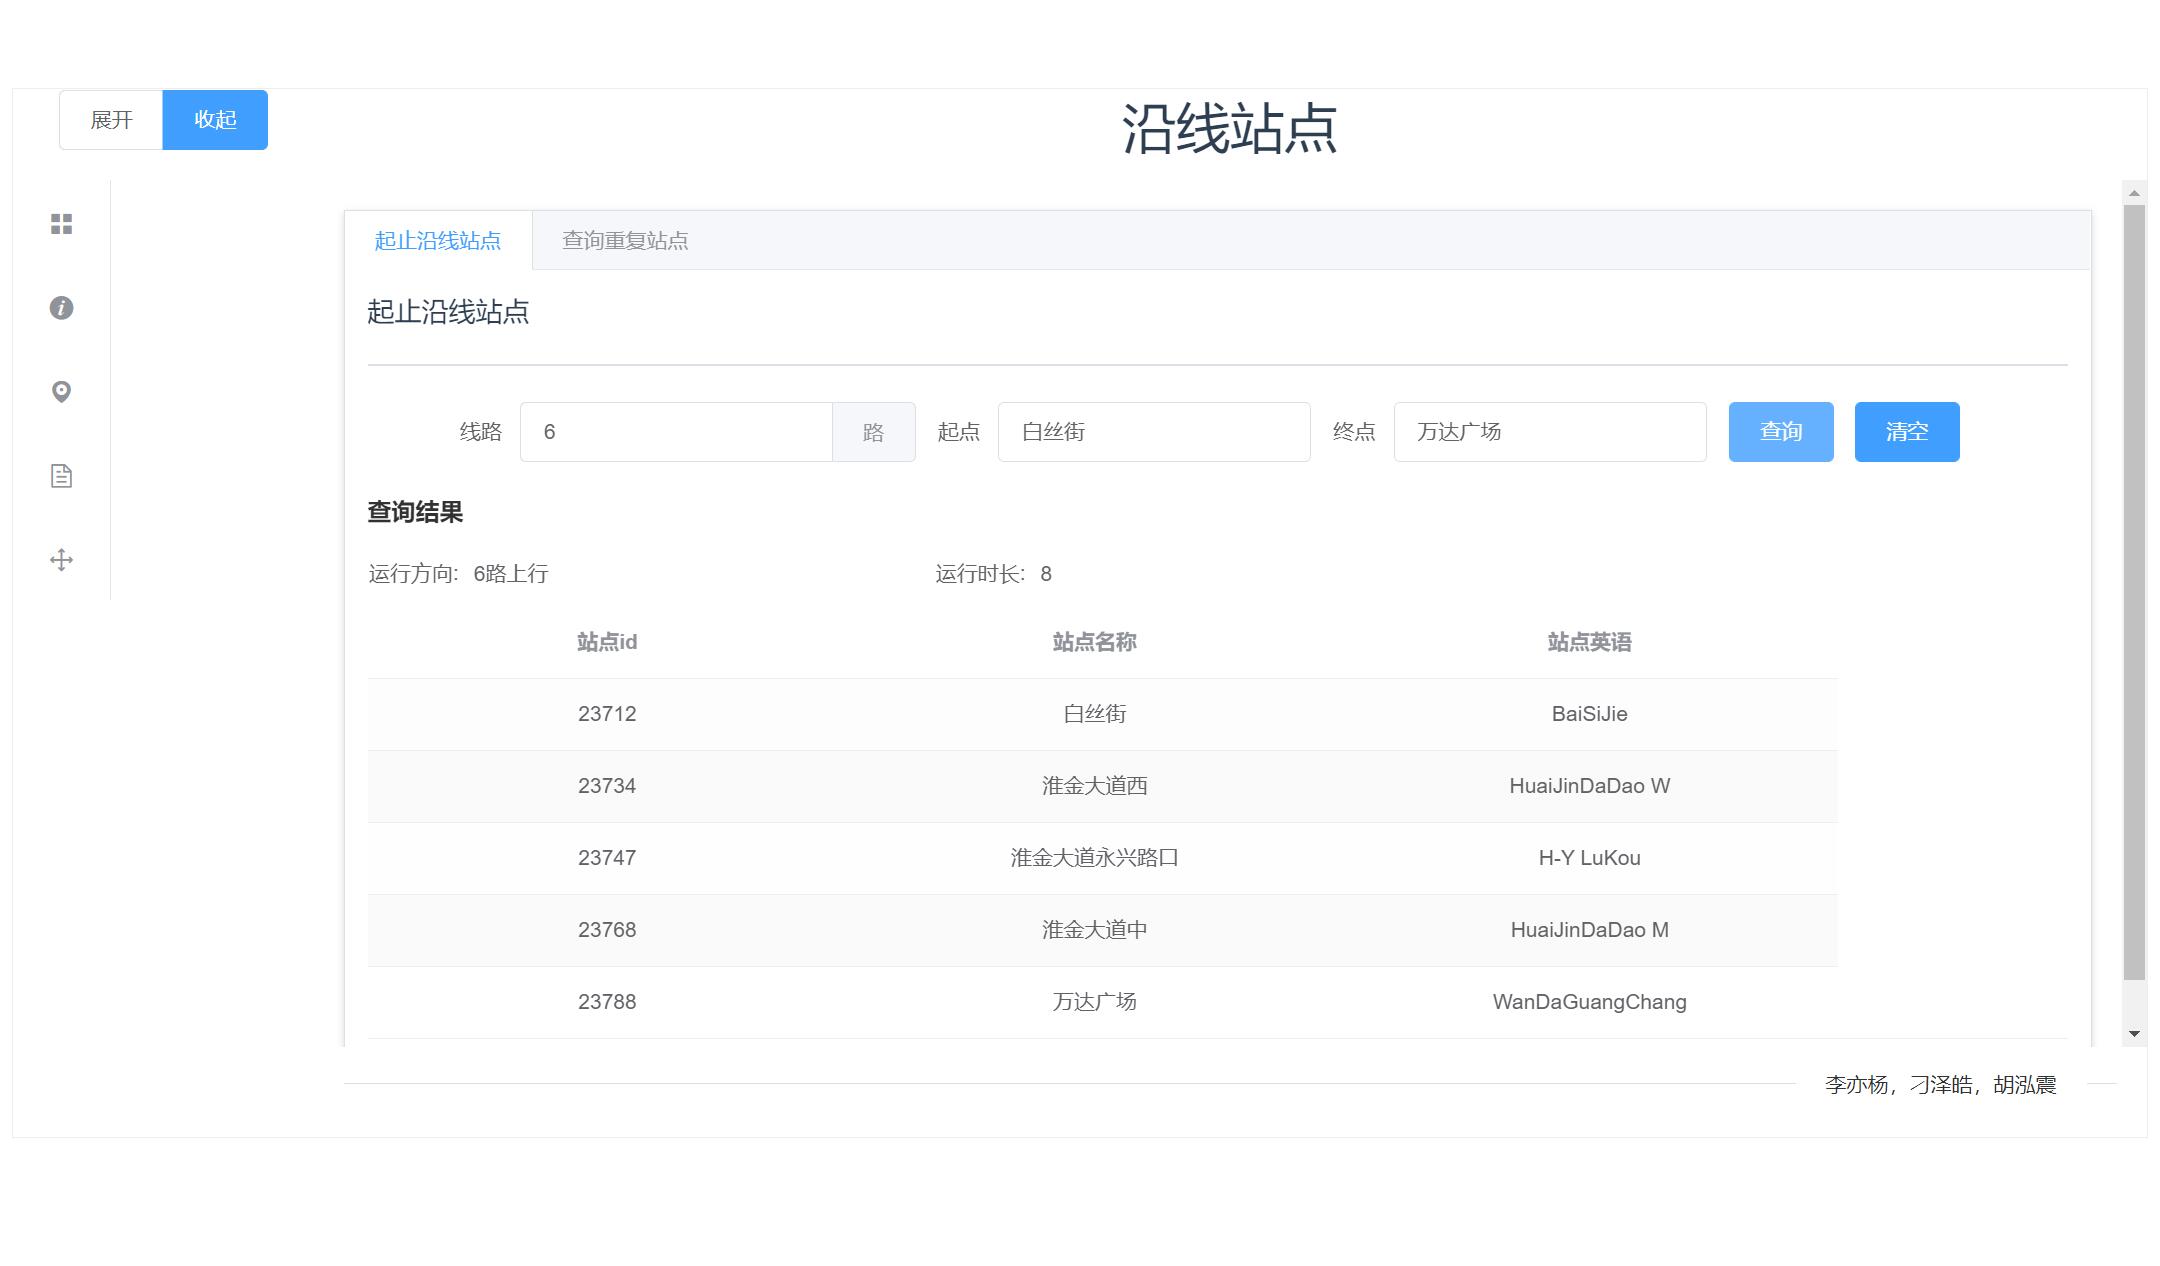 展开 收起
沿线站点
起止沿线站点 查询重复站点
起止沿线站点
线路 6 路 起点 白丝街 终点 万达广场 查询 清空
查询结果
运行方向: 6路上行 运行时长: 8
站点id 站点名称 站点英语
23712 白丝街 BaiSiJie
23734 淮金大道西 HuaiJinDaDao W
23747 淮金大道永兴路口 H-Y LuKou
23768 淮金大道中 HuaiJinDaDao M
23788 万达广场 WanDaGuangChang
李亦杨，刁泽皓，胡泓震